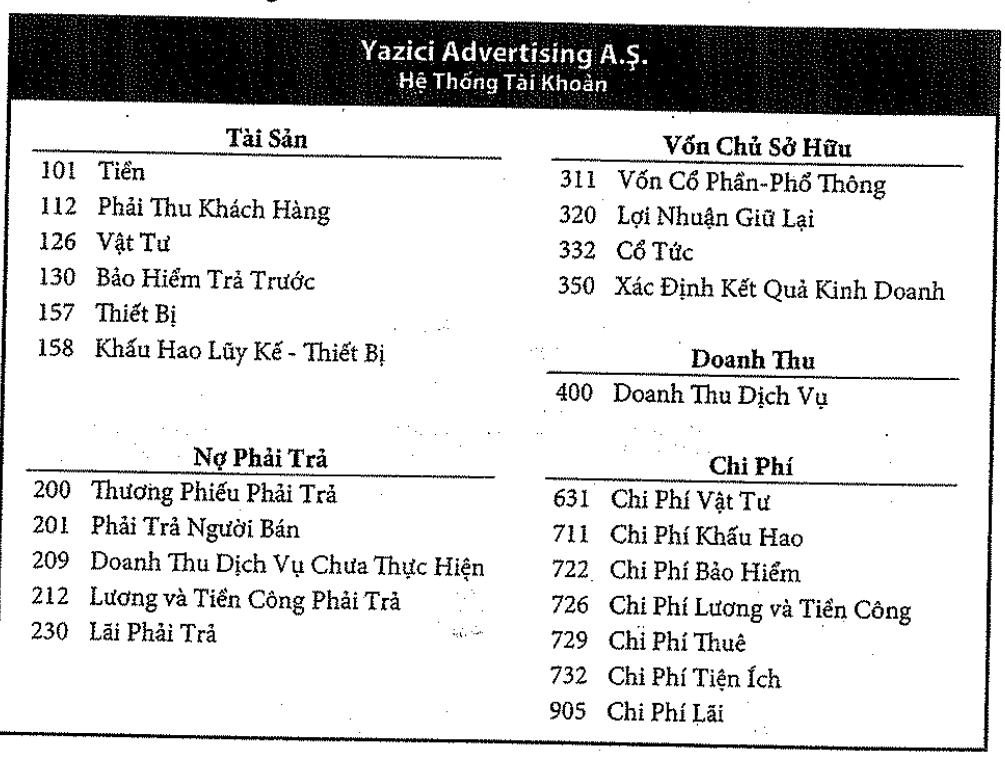 Yazici Advertising A.Ş.
Hệ Thống Tài Khoản
Tài Sản
101 Tiền
112 Phải Thu Khách Hàng
126 Vật Tư
130 Bảo Hiểm Trả Trước
157 Thiết Bị
158 Khấu Hao Lũy Kế - Thiết Bị
Nợ Phải Trả
200 Thương Phiếu Phải Trả
201 Phải Trả Người Bán
209 Doanh Thu Dịch Vụ Chưa Thực Hiện
212 Lương và Tiền Công Phải Trả
230 Lãi Phải Trả
Vốn Chủ Sở Hữu
311 Vốn Cổ Phần-Phổ Thông
320 Lợi Nhuận Giữ Lại
332 Cổ Tức
350 Xác Định Kết Quả Kinh Doanh
Doanh Thu
400 Doanh Thu Dịch Vụ
Chi Phí
631 Chi Phí Vật Tư
711 Chi Phí Khấu Hao
722 Chi Phí Bảo Hiểm
726 Chi Phí Lương và Tiền Công
729 Chi Phí Thuê
732 Chi Phí Tiện Ích
905 Chi Phí Lãi